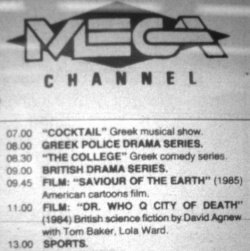 MEGA
CHANNEL
07.00 "COCKTAIL" Greek musical show.
08.00 GREEK POLICE DRAMA SERIES.
08.30 "THE COLLEGE" Greek comedy series.
09.00 BRITISH DRAMA SERIES.
09.45 FILM: "SAVIOUR OF THE EARTH" (1985)
American cartoons film.
11.00 FILM: "DR. WHO Q CITY OF DEATH"
(1984) British science fiction by David Agnew
with Tom Baker, Lola Ward.
13.00 SPORTS.